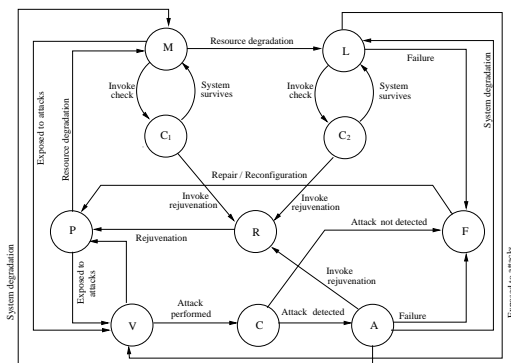 M
Resource degradation
L
Failure
Invoke
check
System
survives
Invoke
check
System
survives
Exposed to attacks
Resource degradation
System degradation
C1
C2
Repair / Reconfiguration
Invoke
rejuvenation
Invoke
rejuvenation
Attack not detected
P
Rejuvenation
R
F
System degradation
Exposed to
attacks
Invoke
rejuvenation
V
Attack
performed
C
Attack detected
A
Failure